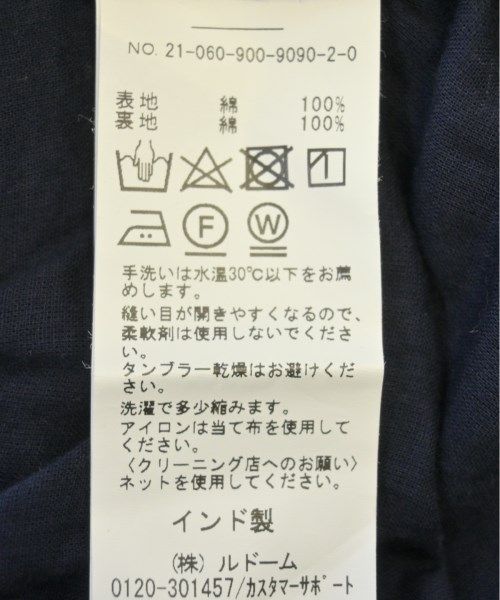 NO. 21-060-900-9090-2-0
表地 綿 100%
裏地 綿 100%
F W
手洗いは水温30℃以下をお薦
めします。
縫い目が開きやすくなるので、
柔軟剤は使用しないでくださ
い。
タンブラー乾燥はお避けくだ
さい。
洗濯で多少縮みます。
アイロンは当て布を使用して
ください。
〈クリーニング店へのお願い〉
ネットを使用してください。
インド製
(株) ルドーム
0120-301457/カスタマーサポート